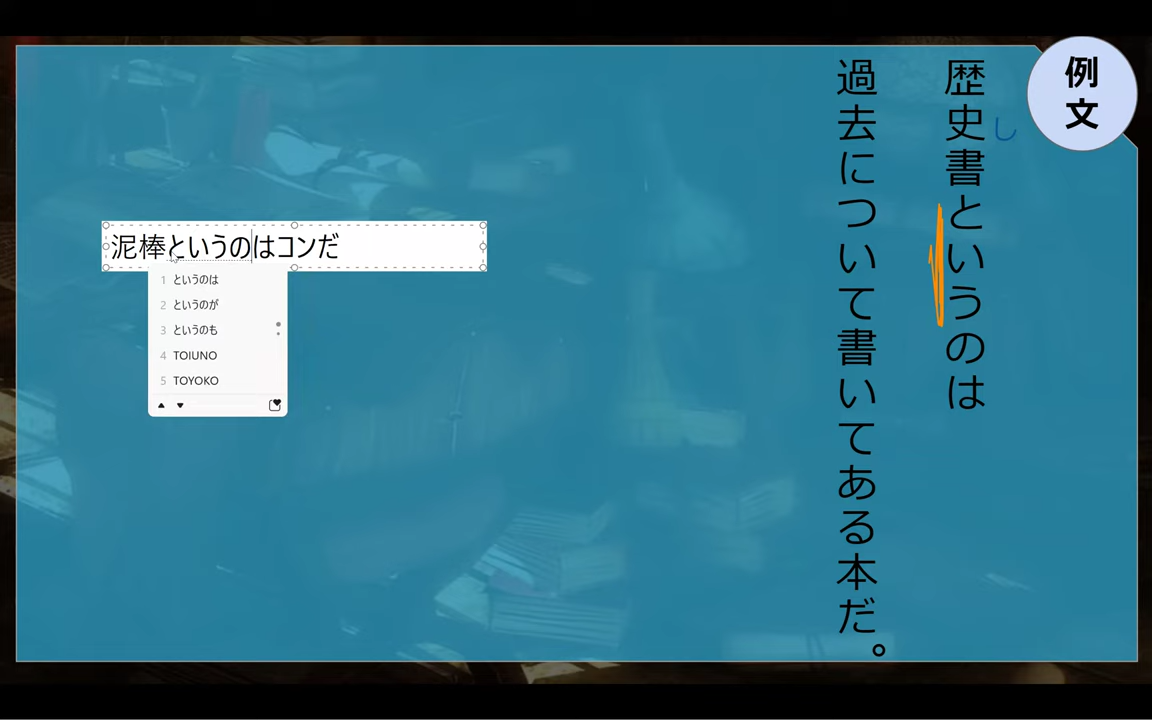 例文
歴史書というのは
し
過去について書いてある本だ。
泥棒というのはコンだ
1 というのは
2 というのが
3 というのも
4 TOIUNO
5 TOYOKO